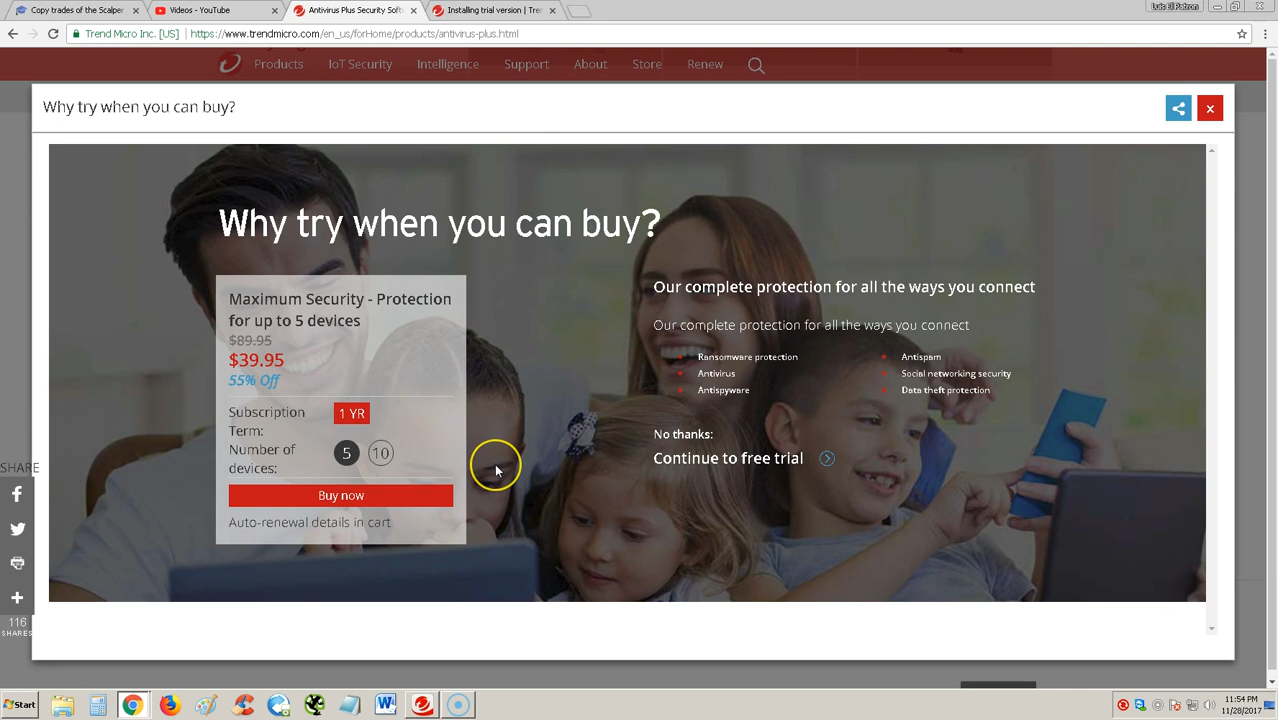 Copy trades of the Scalper
Videos - YouTube
Antivirus Plus Security Soft
Installing trial version | Tre
Luis El Patron
Trend Micro Inc. [US]
https://www.trendmicro.com/en_us/forHome/products/antivirus-plus.html
Products
IoT Security
Intelligence
Support
About
Store
Renew
Why try when you can buy?
Why try when you can buy?
Maximum Security - Protection
for up to 5 devices
$89.95
$39.95
55% Off
Subscription
Term:
1 YR
Number of
devices:
5
10
Buy now
Auto-renewal details in cart
Our complete protection for all the ways you connect
Our complete protection for all the ways you connect
Ransomware protection
Antivirus
Antispyware
Antispam
Social networking security
Data theft protection
No thanks:
Continue to free trial
SHARE
116
SHARES
Start
11:54 PM
11/28/2017